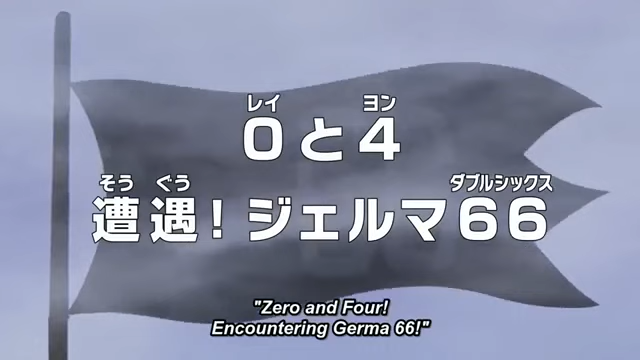 レイ ヨン
0と4
そう ぐう ダブルシックス
遭遇!ジェルマ66
"Zero and Four!
Encountering Germa 66!"